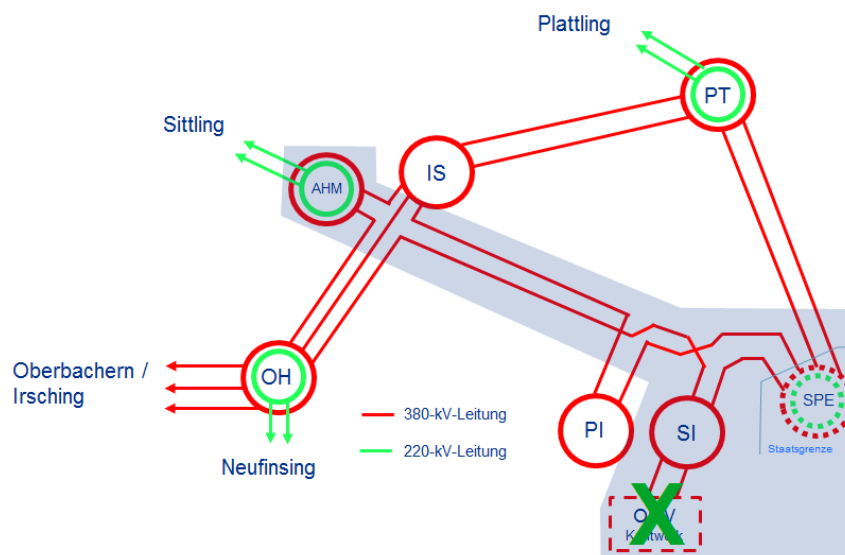 Plattling
PT
Sittling
IS
AHM
Oberbachern /
Irsching
OH
380-kV-Leitung
220-kV-Leitung
Neufinsing
PI
SI
SPE
Staatsgrenze